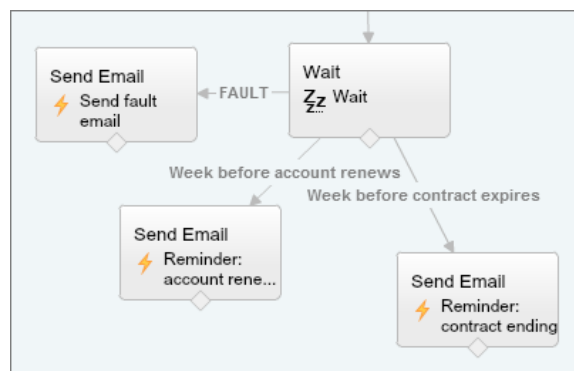 Send Email
Send fault
email
FAULT
Wait
Zzz Wait
Week before account renews
Week before contract expires
Send Email
Reminder:
account rene...
Send Email
Reminder:
contract ending